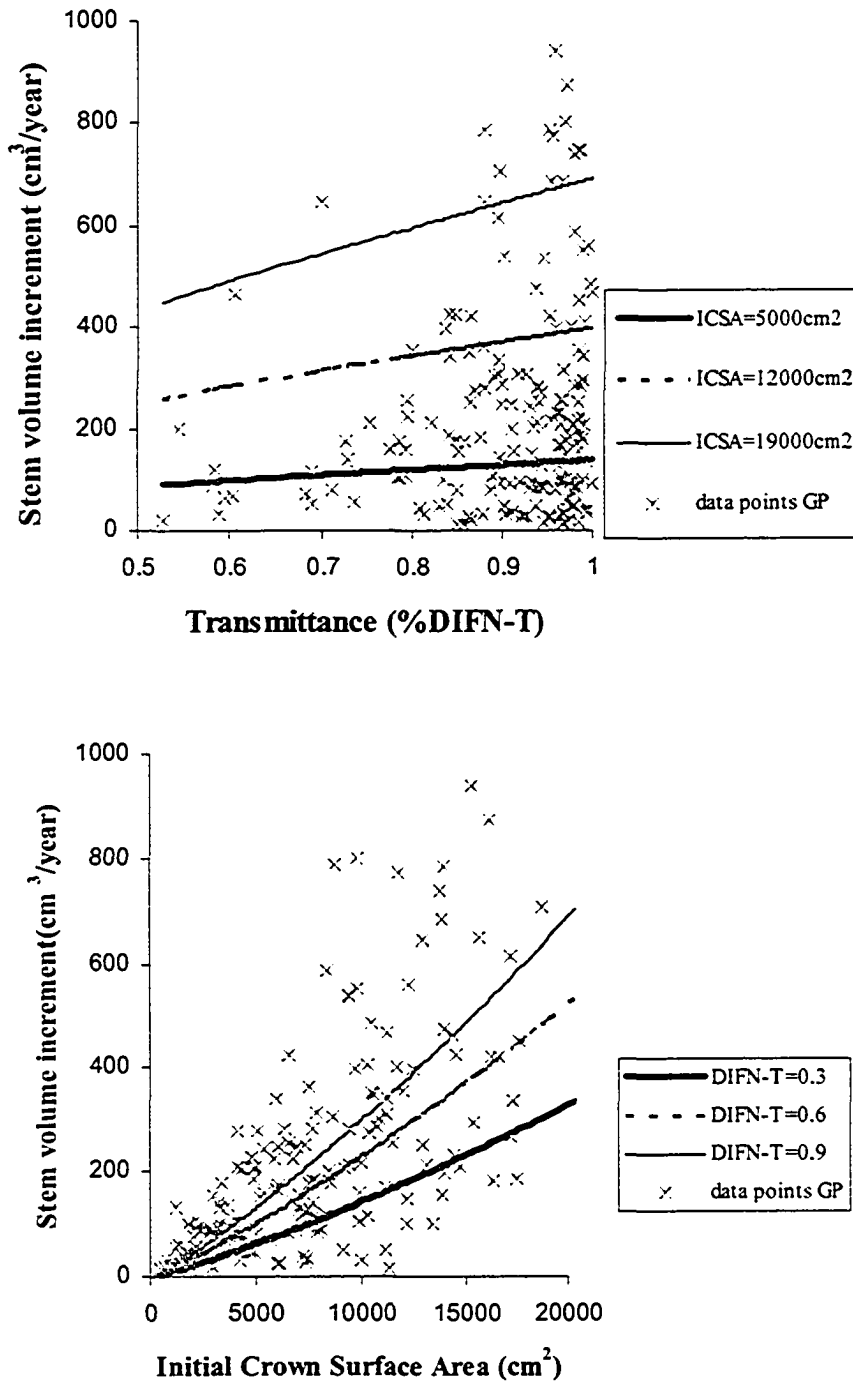 1000
800
600
400
200
0
Stem volume increment (cm³/year)
0.5 0.6 0.7 0.8 0.9 1
Transmittance (%DIFN-T)
ICSA=5000cm2
ICSA=12000cm2
ICSA=19000cm2
data points GP
1000
800
600
400
200
0
Stem volume increment(cm ³/year)
0 5000 10000 15000 20000
Initial Crown Surface Area (cm²)
DIFN-T=0.3
DIFN-T=0.6
DIFN-T=0.9
data points GP